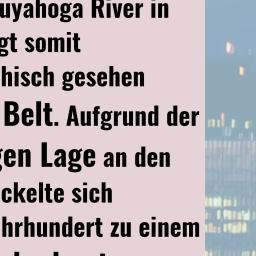 uyahoga River in
gt somit
hisch gesehen
Belt. Aufgrund der
gen Lage an den
ckelte sich
hrhundert zu einem